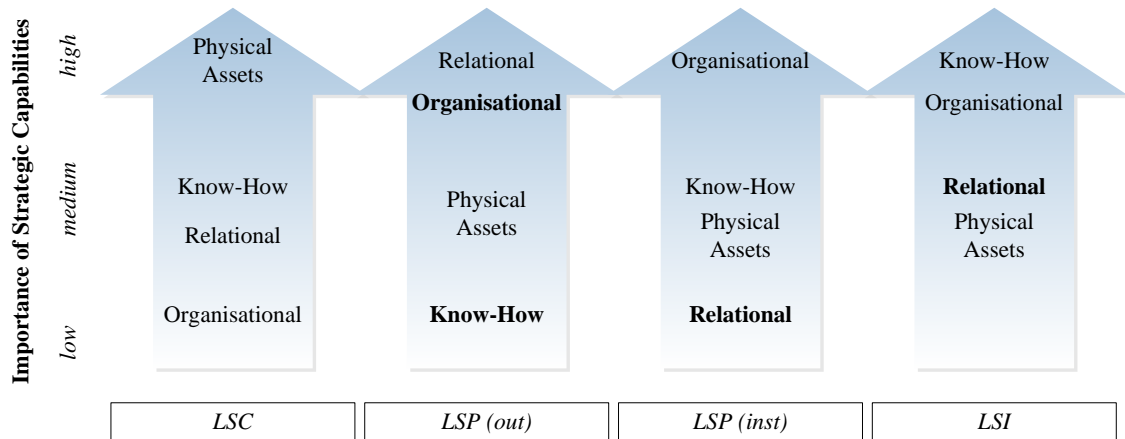 Importance of Strategic Capabilities
high
medium
low
Physical
Assets
Know-How
Relational
Organisational
LSC
Relational
Organisational
Physical
Assets
Know-How
LSP (out)
Organisational
Know-How
Physical
Assets
Relational
LSP (inst)
Know-How
Organisational
Relational
Physical
Assets
LSI